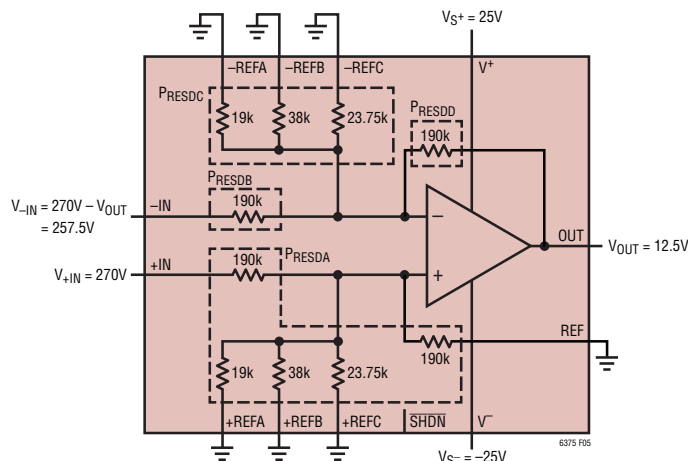 VS+ = 25V
–REFA
–REFB
–REFC
V+
PRESDC
19k
38k
23.75k
PRESDD
190k
PRESDB
V–IN = 270V – VOUT
= 257.5V
–IN
190k
–
OUT
VOUT = 12.5V
+IN
V+IN = 270V
190k
PRESDA
+
REF
190k
19k
38k
23.75k
+REFA
+REFB
+REFC
SHDN
V–
6375 F05
VS– = –25V